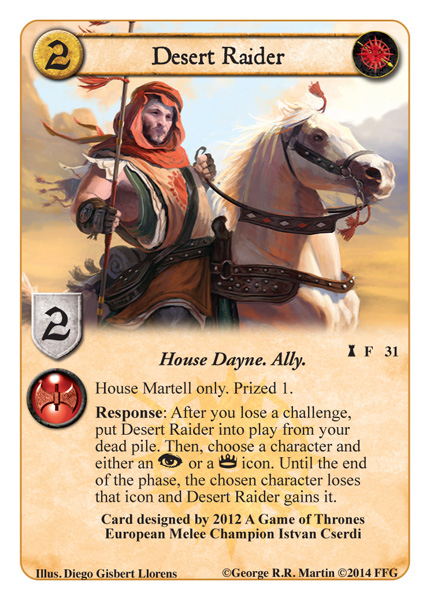 2
Desert Raider
2
House Dayne. Ally.
F 31
House Martell only. Prized 1.
Response: After you lose a challenge,
put Desert Raider into play from your
dead pile. Then, choose a character and
either an or a icon. Until the end
of the phase, the chosen character loses
that icon and Desert Raider gains it.
Card designed by 2012 A Game of Thrones
European Melee Champion Istvan Cserdi
Illus. Diego Gisbert Llorens
©George R.R. Martin ©2014 FFG